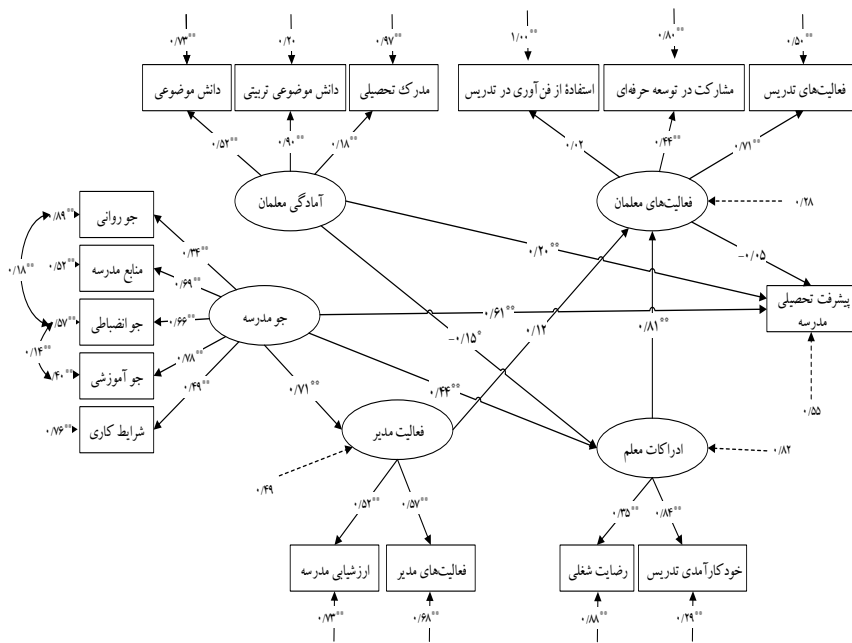 ۰/۷۳**
۰/۲۰
۰/۹۷**
۱/۰۰**
۰/۸۰**
۰/۵۰**
دانش موضوعی
دانش موضوعی تربیتی
مدرک تحصیلی
استفادهٔ از فن‌آوری در تدریس
مشارکت در توسعه حرفه‌ای
فعالیت‌های تدریس
۰/۵۲**
۰/۹۰**
۰/۱۸**
۰/۰۲
۰/۴۴**
۰/۷۱**
آمادگی معلمان
فعالیت‌های معلمان
۰/۲۸
۰/۸۹**
جو روانی
۰/۳۴**
۰/۲۰**
-۰/۰۵
۰/۱۸**
۰/۵۲**
منابع مدرسه
۰/۶۹**
پیشرفت تحصیلی
مدرسه
۰/۵۷**
جو انضباطی
۰/۶۶**
جو مدرسه
۰/۶۱**
۰/۱۲
۰/۸۱**
-۰/۱۵*
۰/۱۴**
۰/۴۰**
جو آموزشی
۰/۷۸**
۰/۷۱**
۰/۴۴**
۰/۵۵
۰/۷۶**
شرایط کاری
۰/۴۹**
فعالیت مدیر
ادراکات معلم
۰/۸۲
۰/۴۹
۰/۵۲**
۰/۵۷**
۰/۳۵**
۰/۸۴**
ارزشیابی مدرسه
فعالیت‌های مدیر
رضایت شغلی
خودکارآمدی تدریس
۰/۷۳**
۰/۶۸**
۰/۸۸**
۰/۲۹**